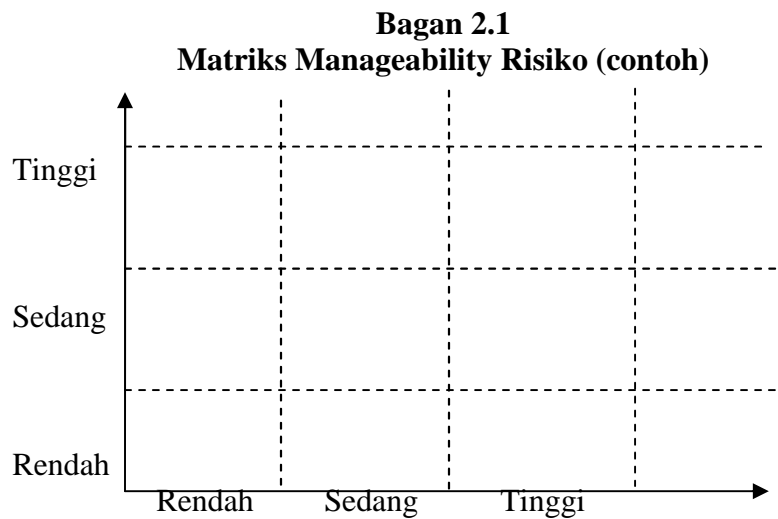 Bagan 2.1
Matriks Manageability Risiko (contoh)
Tinggi
Sedang
Rendah
Rendah Sedang Tinggi